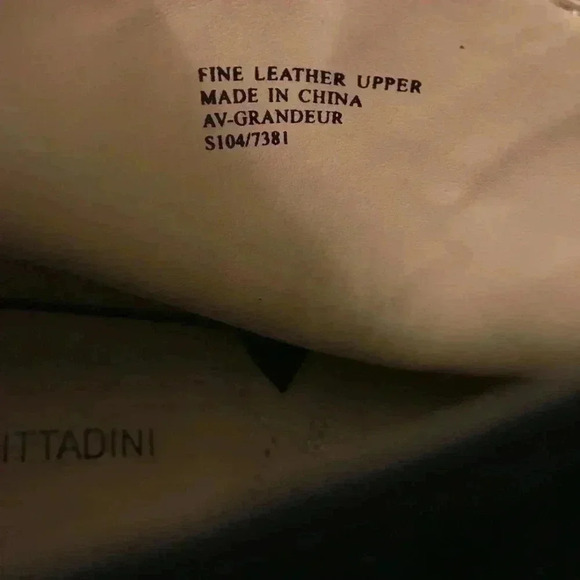 FINE LEATHER UPPER
MADE IN CHINA
AV-GRANDEUR
S104/7381
ITTADINI